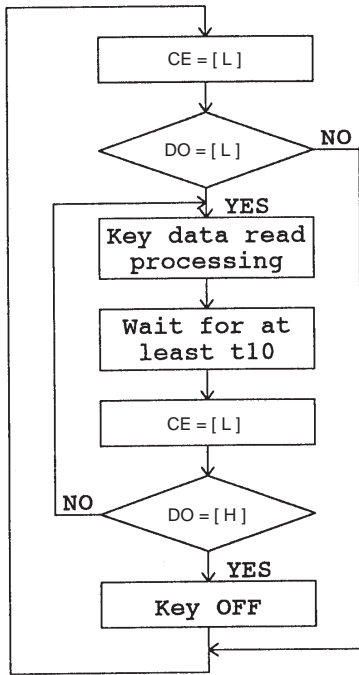 CE = [ L ]
DO = [ L ]
NO
YES
Key data read
processing
Wait for at
least t10
CE = [ L ]
NO
DO = [ H ]
YES
Key OFF